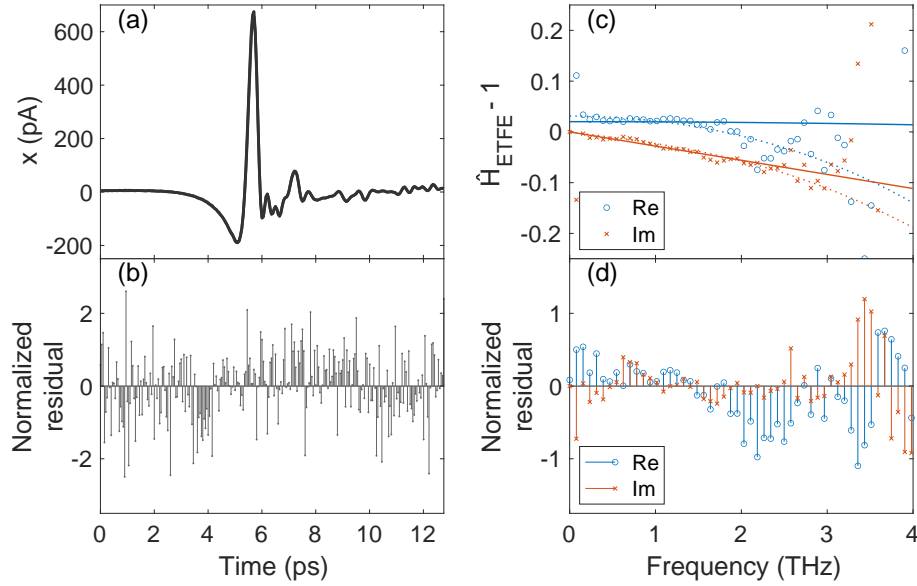 (a)
x (pA)
600
400
200
0
-200
(b)
Normalized
residual
2
0
-2
0
2
4
6
8
10
12
Time (ps)
(c)
Ĥ_ETFE - 1
0.2
0.1
0
-0.1
-0.2
Re
Im
(d)
Normalized
residual
1
0
-1
Re
Im
0
1
2
3
4
Frequency (THz)